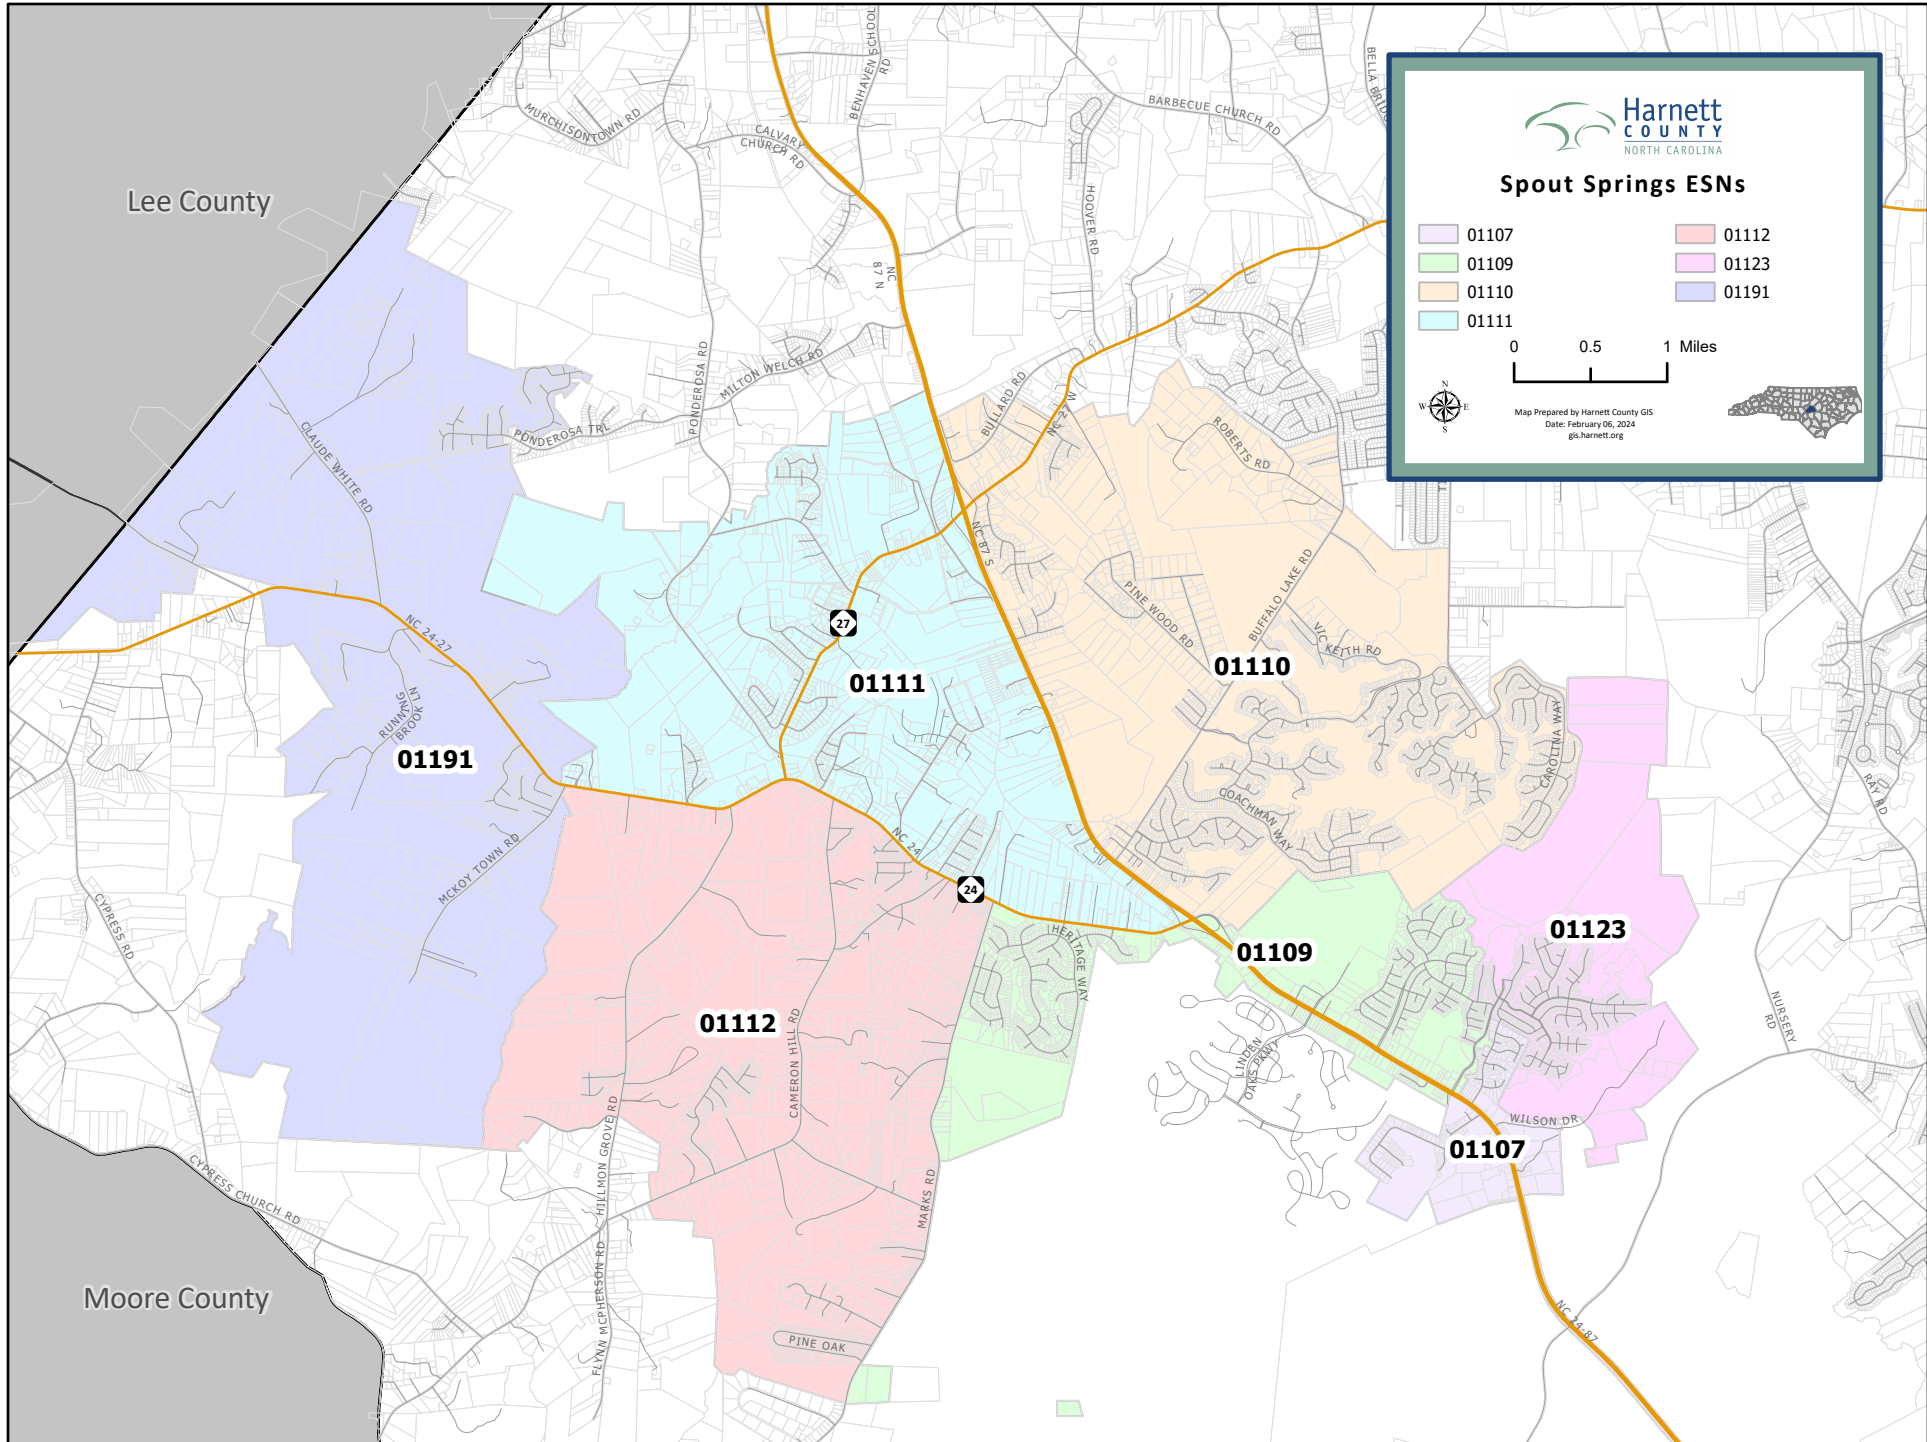 Harnett
COUNTY
NORTH CAROLINA
Spout Springs ESNs
01107
01109
01110
01111
01112
01123
01191
0 0.5 1 Miles
N
W E
S
Map Prepared by Harnett County GIS
Date: February 06, 2024
gis.harnett.org
Lee County
Moore County
MURCHISONTOWN RD
CALVARY
CHURCH RD
BENHAVEN SCHOOL
RD
BARBECUE CHURCH RD
HOOVER RD
NC
87 N
PONDEROSA RD
MILTON WELCH RD
PONDEROSA TRL
CLAUDE WHITE RD
BULLARD RD
NC 27 W
ROBERTS RD
NC 87 S
PINE WOOD RD
BUFFALO LAKE RD
VIC
KEITH RD
27
01111
01110
NC 24-27
RUNNING
BROOK LN
01191
CAROLINA WAY
COACHMAN WAY
RAY RD
MCKOY TOWN RD
NC 24
24
CYPRESS RD
HERITAGE WAY
01109
01123
NURSERY
RD
01112
CAMERON HILL RD
LINDEN
OAKS PKWY
WILSON DR
01107
HILLMON GROVE RD
CYPRESS CHURCH RD
MARKS RD
FLYNN MCPHERSON RD
PINE OAK
NC 24-87